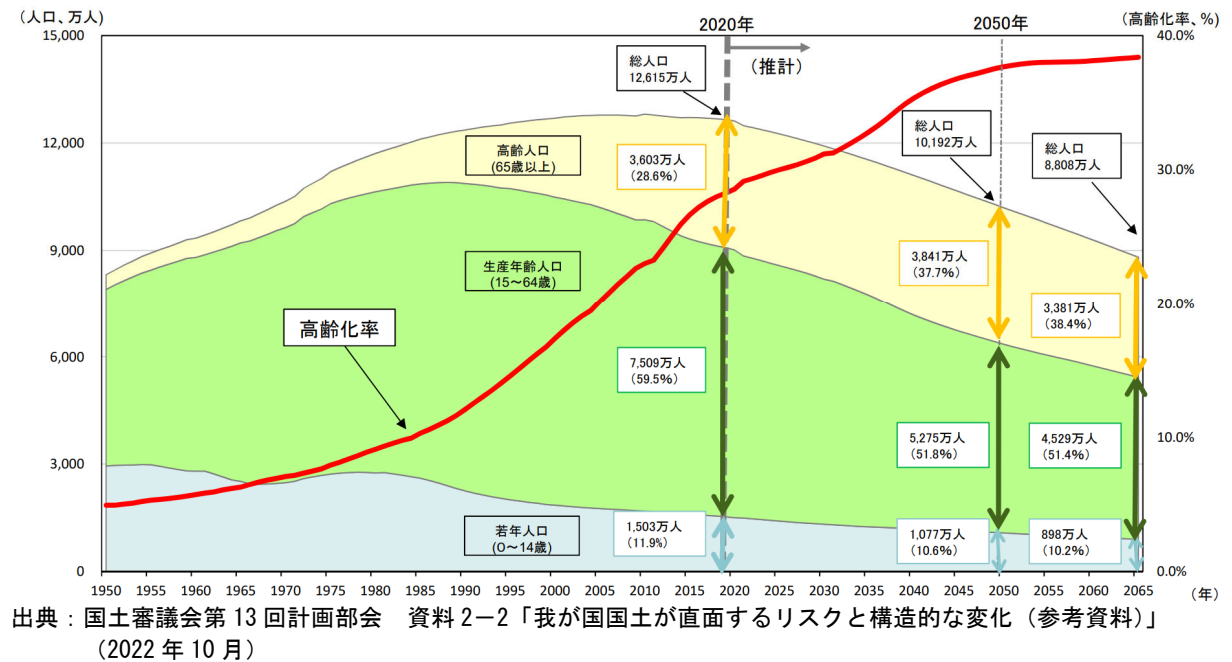 (人口、万人)
(高齢化率、%)
2020年
2050年
(推計)
15,000
12,000
9,000
6,000
3,000
0
40.0%
30.0%
20.0%
10.0%
0.0%
総人口
12,615万人
総人口
10,192万人
総人口
8,808万人
高齢人口
(65歳以上)
3,603万人
(28.6%)
3,841万人
(37.7%)
3,381万人
(38.4%)
生産年齢人口
(15~64歳)
高齢化率
7,509万人
(59.5%)
5,275万人
(51.8%)
4,529万人
(51.4%)
若年人口
(0~14歳)
1,503万人
(11.9%)
1,077万人
(10.6%)
898万人
(10.2%)
1950 1955 1960 1965 1970 1975 1980 1985 1990 1995 2000 2005 2010 2015 2020 2025 2030 2035 2040 2045 2050 2055 2060 2065 (年)
出典:国土審議会第13回計画部会 資料2-2「我が国国土が直面するリスクと構造的な変化(参考資料)」
(2022年10月)